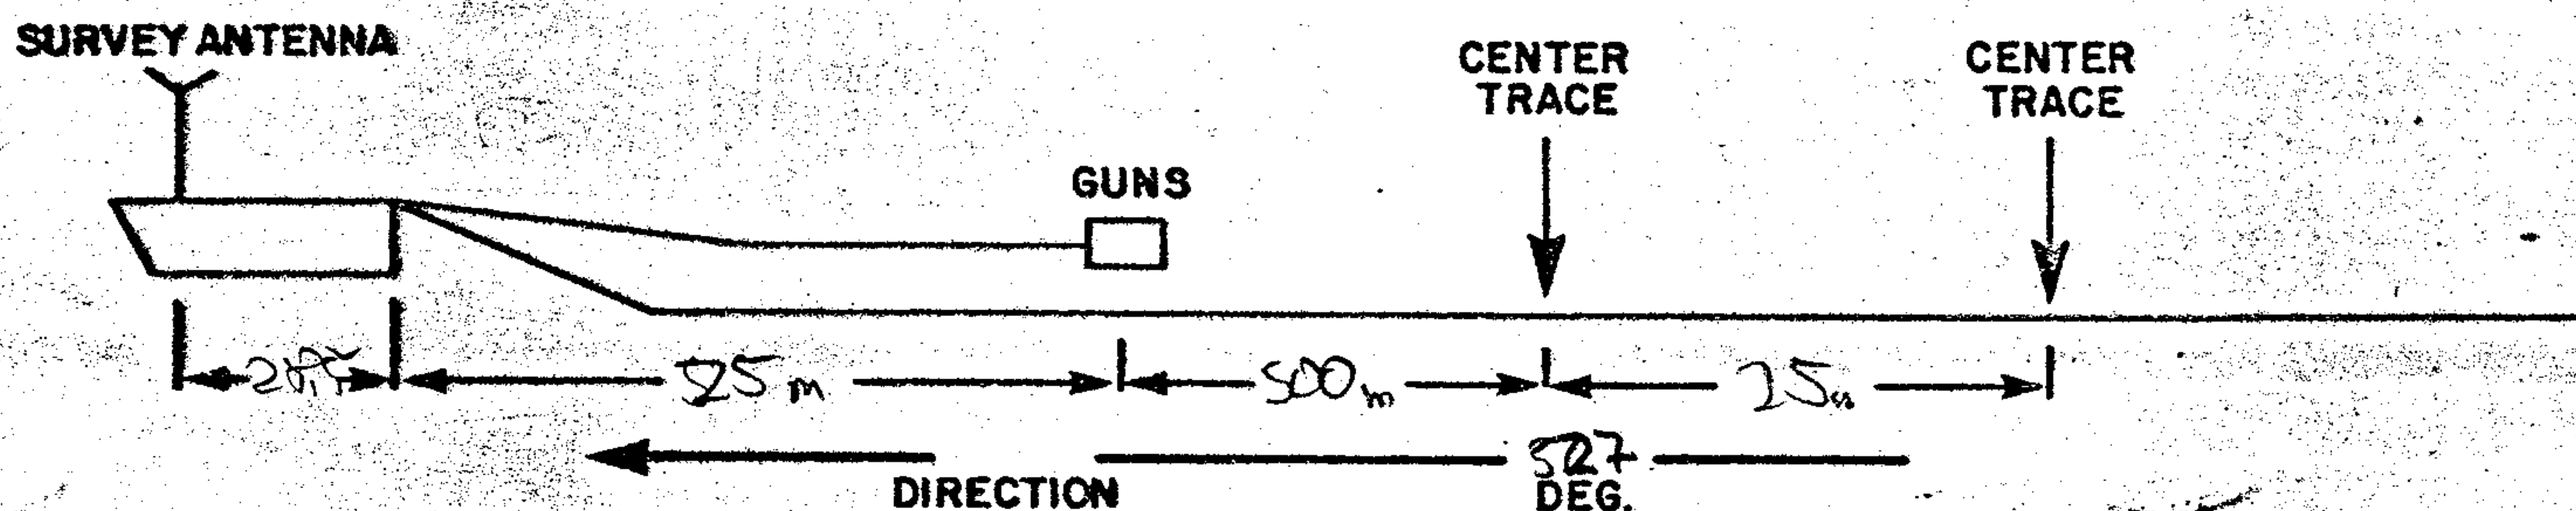 SURVEY ANTENNA
CENTER
TRACE
CENTER
TRACE
GUNS
525 m
500 m
25 m
DIRECTION
DEG.